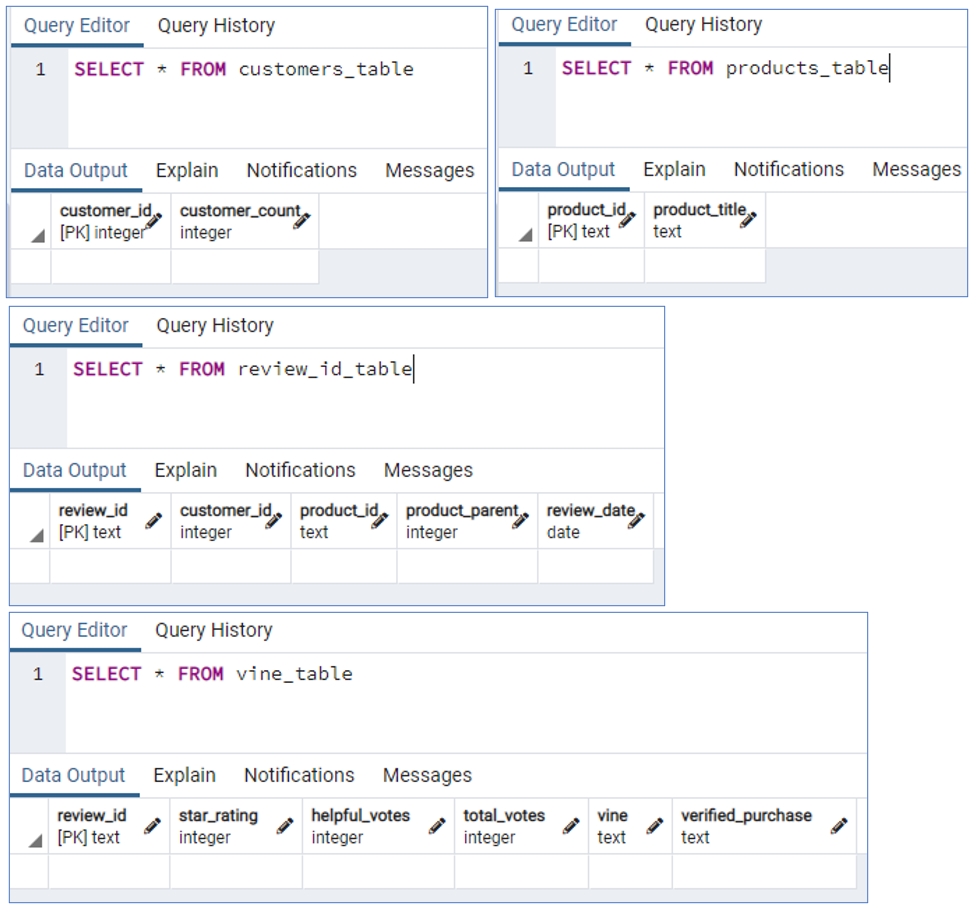 Query Editor Query History
1 SELECT * FROM customers_table
Data Output Explain Notifications Messages
customer_id customer_count
[PK] integer integer
Query Editor Query History
1 SELECT * FROM products_table
Data Output Explain Notifications Messages
product_id product_title
[PK] text text
Query Editor Query History
1 SELECT * FROM review_id_table
Data Output Explain Notifications Messages
review_id customer_id product_id product_parent review_date
[PK] text integer text integer date
Query Editor Query History
1 SELECT * FROM vine_table
Data Output Explain Notifications Messages
review_id star_rating helpful_votes total_votes vine verified_purchase
[PK] text integer integer integer text text